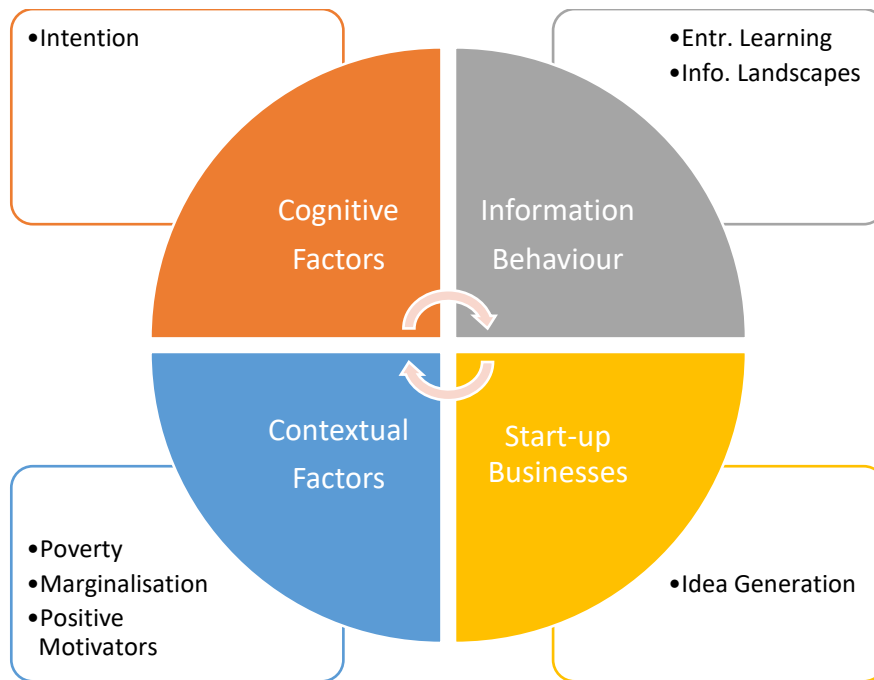 •Intention
•Entr. Learning
•Info. Landscapes
Cognitive
Factors
Information
Behaviour
Contextual
Factors
Start-up
Businesses
•Poverty
•Marginalisation
•Positive
Motivators
•Idea Generation